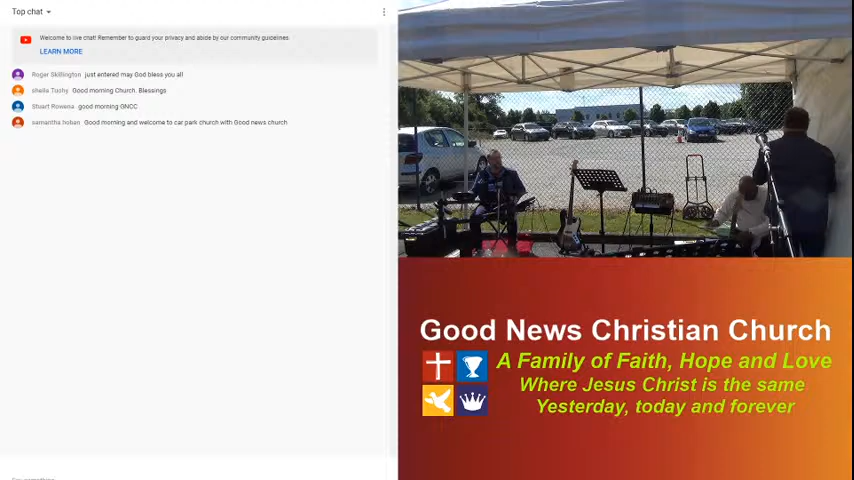 Top chat
Welcome to live chat! Remember to guard your privacy and abide by our community guidelines.
LEARN MORE
Roger Skillington just entered may God bless you all
sheila Tuohy Good morning Church. Blessings
Stuart Rowena good morning GNCC
samantha hoban Good morning and welcome to car park church with Good news church
Good News Christian Church
A Family of Faith, Hope and Love
Where Jesus Christ is the same
Yesterday, today and forever